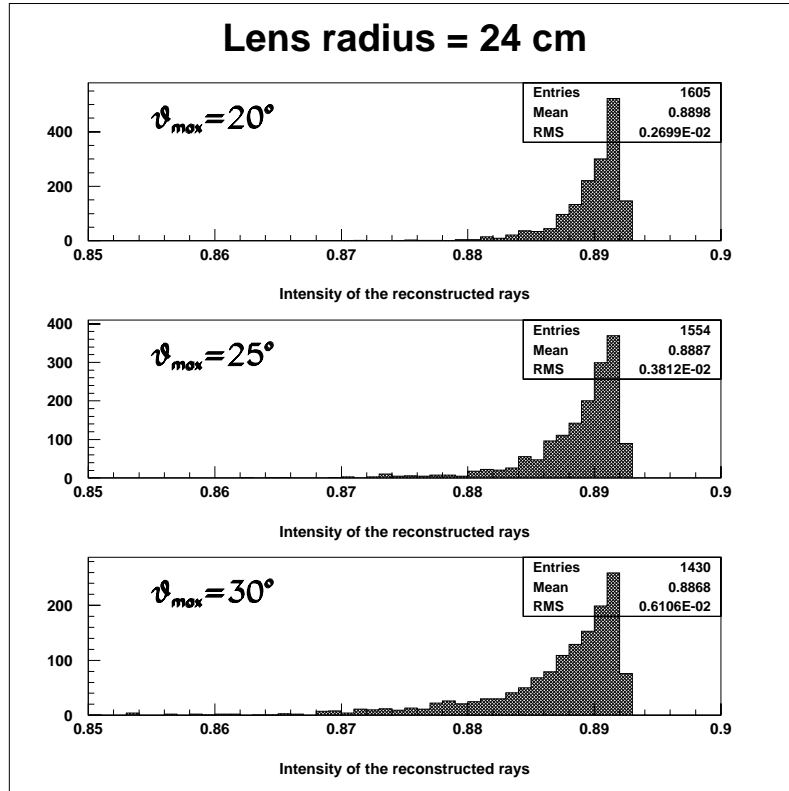 Lens radius = 24 cm
ϑmax=20°
Entries 1605
Mean 0.8898
RMS 0.2699E-02
400
200
0
0.85 0.86 0.87 0.88 0.89 0.9
Intensity of the reconstructed rays
ϑmax=25°
Entries 1554
Mean 0.8887
RMS 0.3812E-02
400
300
200
100
0
0.85 0.86 0.87 0.88 0.89 0.9
Intensity of the reconstructed rays
ϑmax=30°
Entries 1430
Mean 0.8868
RMS 0.6106E-02
200
100
0
0.85 0.86 0.87 0.88 0.89 0.9
Intensity of the reconstructed rays